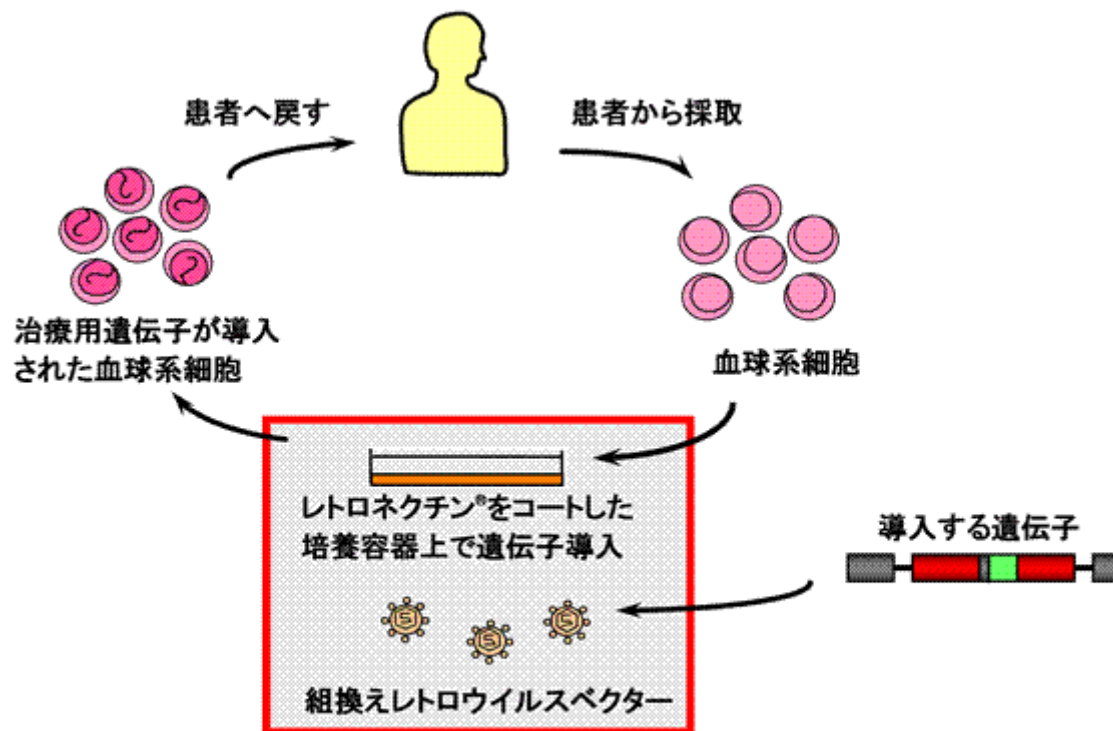 患者へ戻す
患者から採取
治療用遺伝子が導入
された血球系細胞
血球系細胞
レトロネクチン®をコートした
培養容器上で遺伝子導入
導入する遺伝子
組換えレトロウイルスベクター